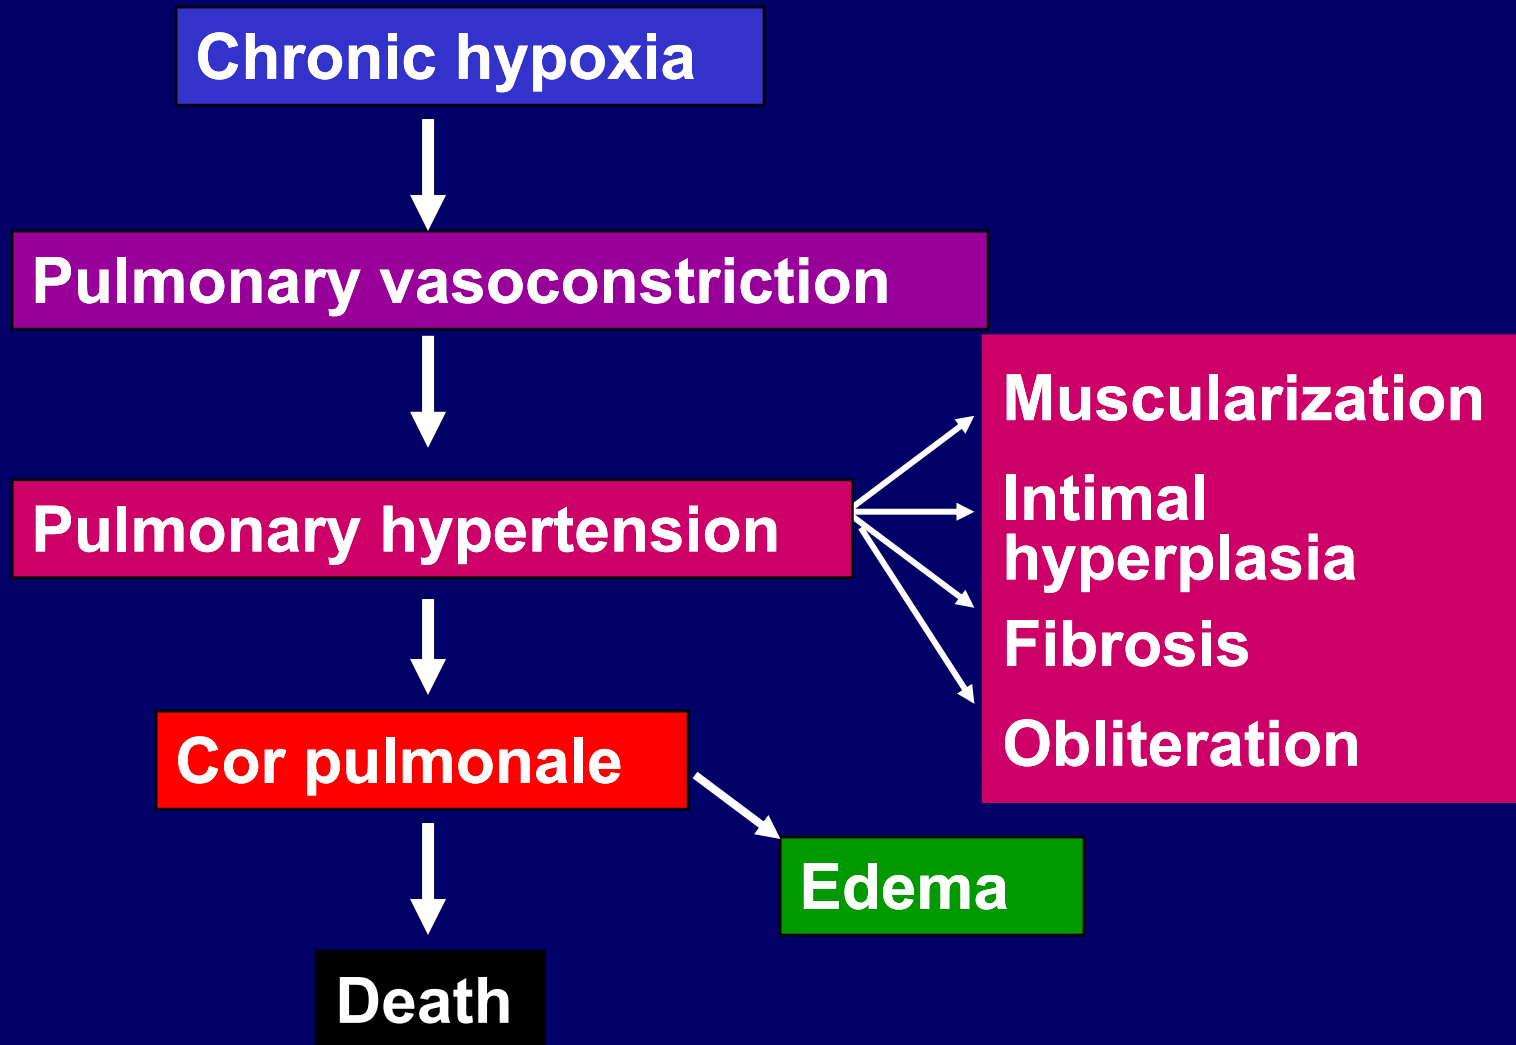 Chronic hypoxia
Pulmonary vasoconstriction
Pulmonary hypertension
Muscularization
Intimal
hyperplasia
Fibrosis
Obliteration
Cor pulmonale
Edema
Death